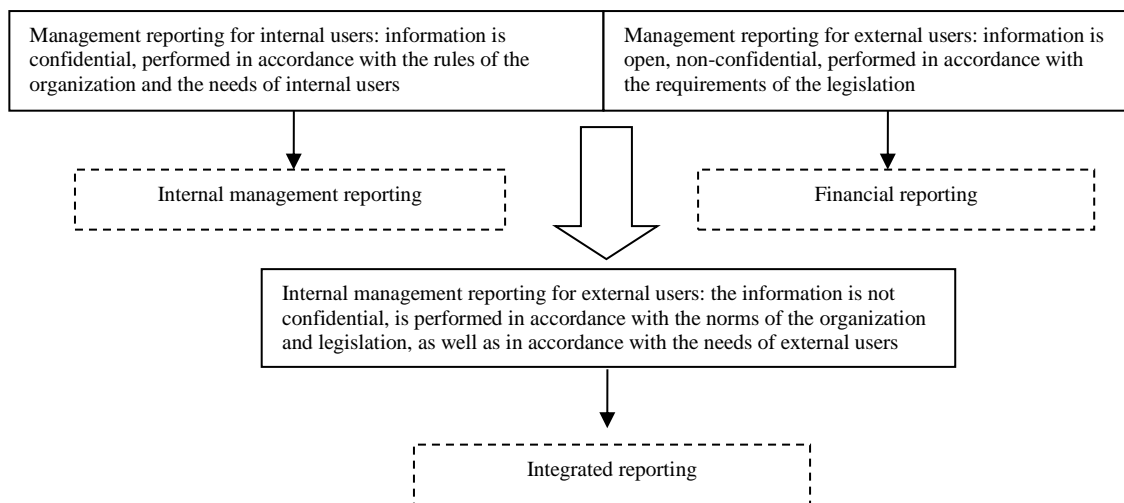 Management reporting for internal users: information is
confidential, performed in accordance with the rules of the
organization and the needs of internal users
Management reporting for external users: information is
open, non-confidential, performed in accordance with
the requirements of the legislation
Internal management reporting
Financial reporting
Internal management reporting for external users: the information is not
confidential, is performed in accordance with the norms of the organization
and legislation, as well as in accordance with the needs of external users
Integrated reporting